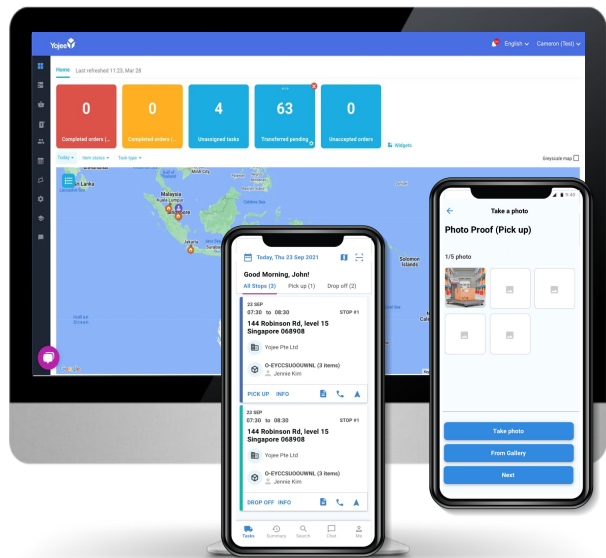 Yojee
English
Cameron (Test)
Home Last refreshed 11:23, Mar 28
0
0
4
63
0
Completed orders (...
Completed orders (...
Unassigned tasks
Transferred pending
Unaccepted orders
Widgets
Today
Item status
Task type
Greyscale map
Sri Lanka
Malaysia
Kuala Lumpur
Singapore
Jakarta
Solomon
Islands
Today, Thu 23 Sep 2021
Good Morning, John!
All Stops (3) Pick up (1) Drop off (2)
23 SEP
07:30 to 08:30 STOP #1
144 Robinson Rd, level 15
Singapore 068908
Yojee Pte Ltd
O-EYCCSUOOUWNL (3 items)
Jennie Kim
PICK UP INFO
23 SEP
07:30 to 08:30 STOP #1
144 Robinson Rd, level 15
Singapore 068908
Yojee Pte Ltd
O-EYCCSUOOUWNL (3 items)
Jennie Kim
DROP OFF INFO
Tasks Summary Search Chat Me
9:42
Take a photo
Photo Proof (Pick up)
1/5 photo
Take photo
From Gallery
Next